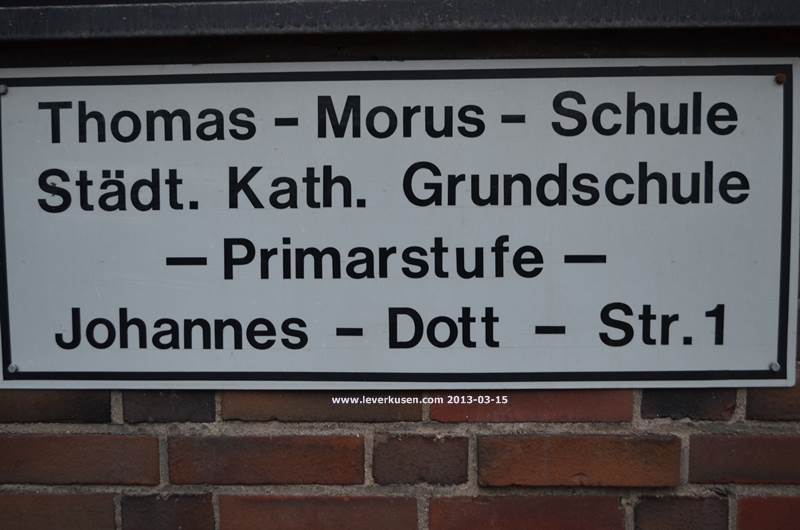 Thomas - Morus - Schule
Städt. Kath. Grundschule
— Primarstufe —
Johannes - Dott - Str. 1
www.leverkusen.com 2013-03-15